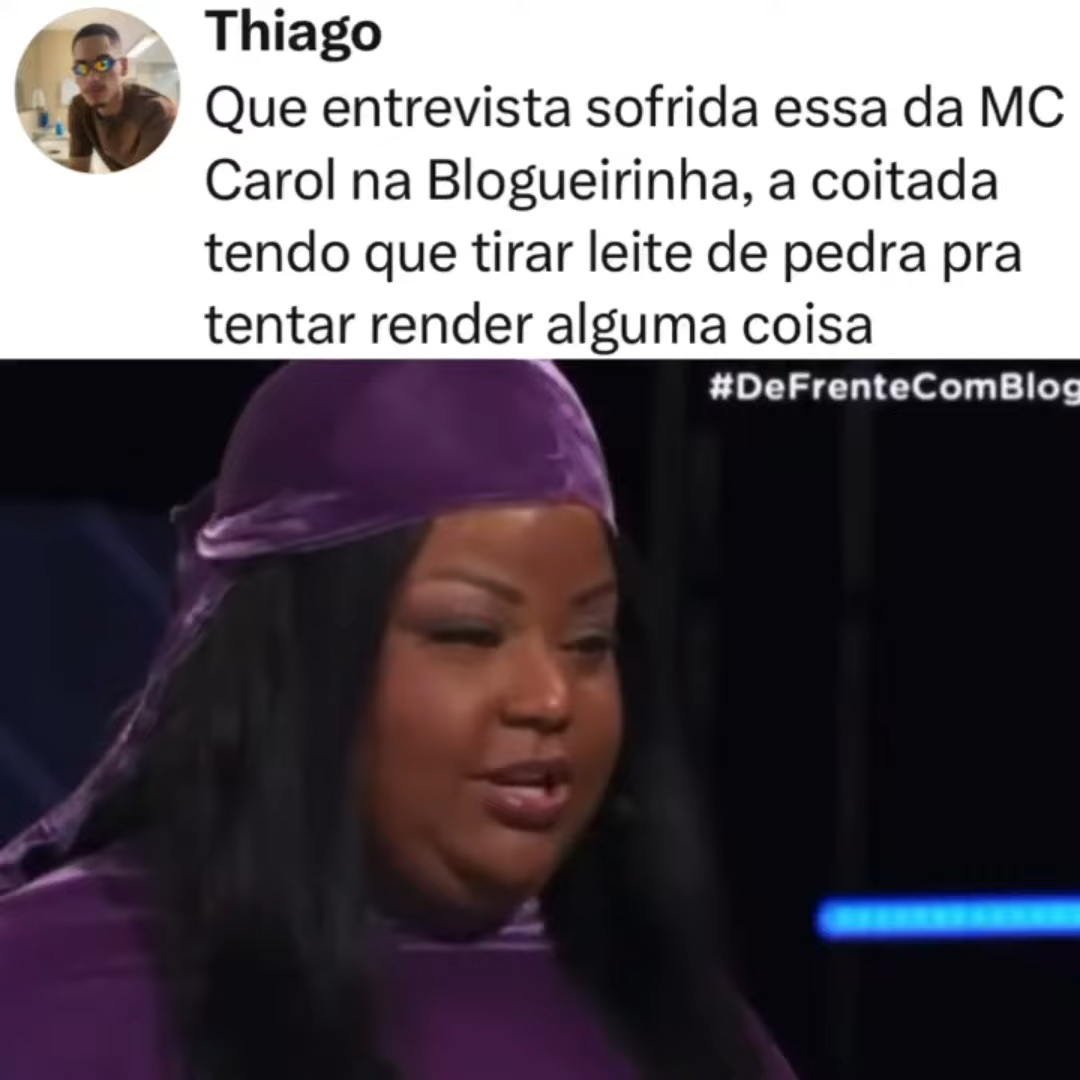 Thiago
Que entrevista sofrida essa da MC
Carol na Blogueirinha, a coitada
tendo que tirar leite de pedra pra
tentar render alguma coisa
#DeFrenteComBlog